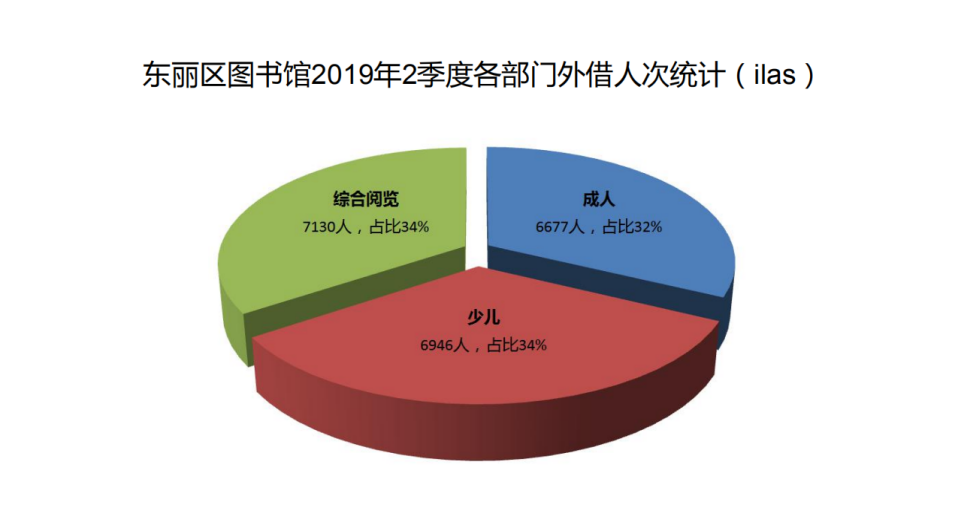 东丽区图书馆2019年2季度各部门外借人次统计（ilas）
综合阅览
7130人，占比34%
成人
6677人，占比32%
少儿
6946人，占比34%